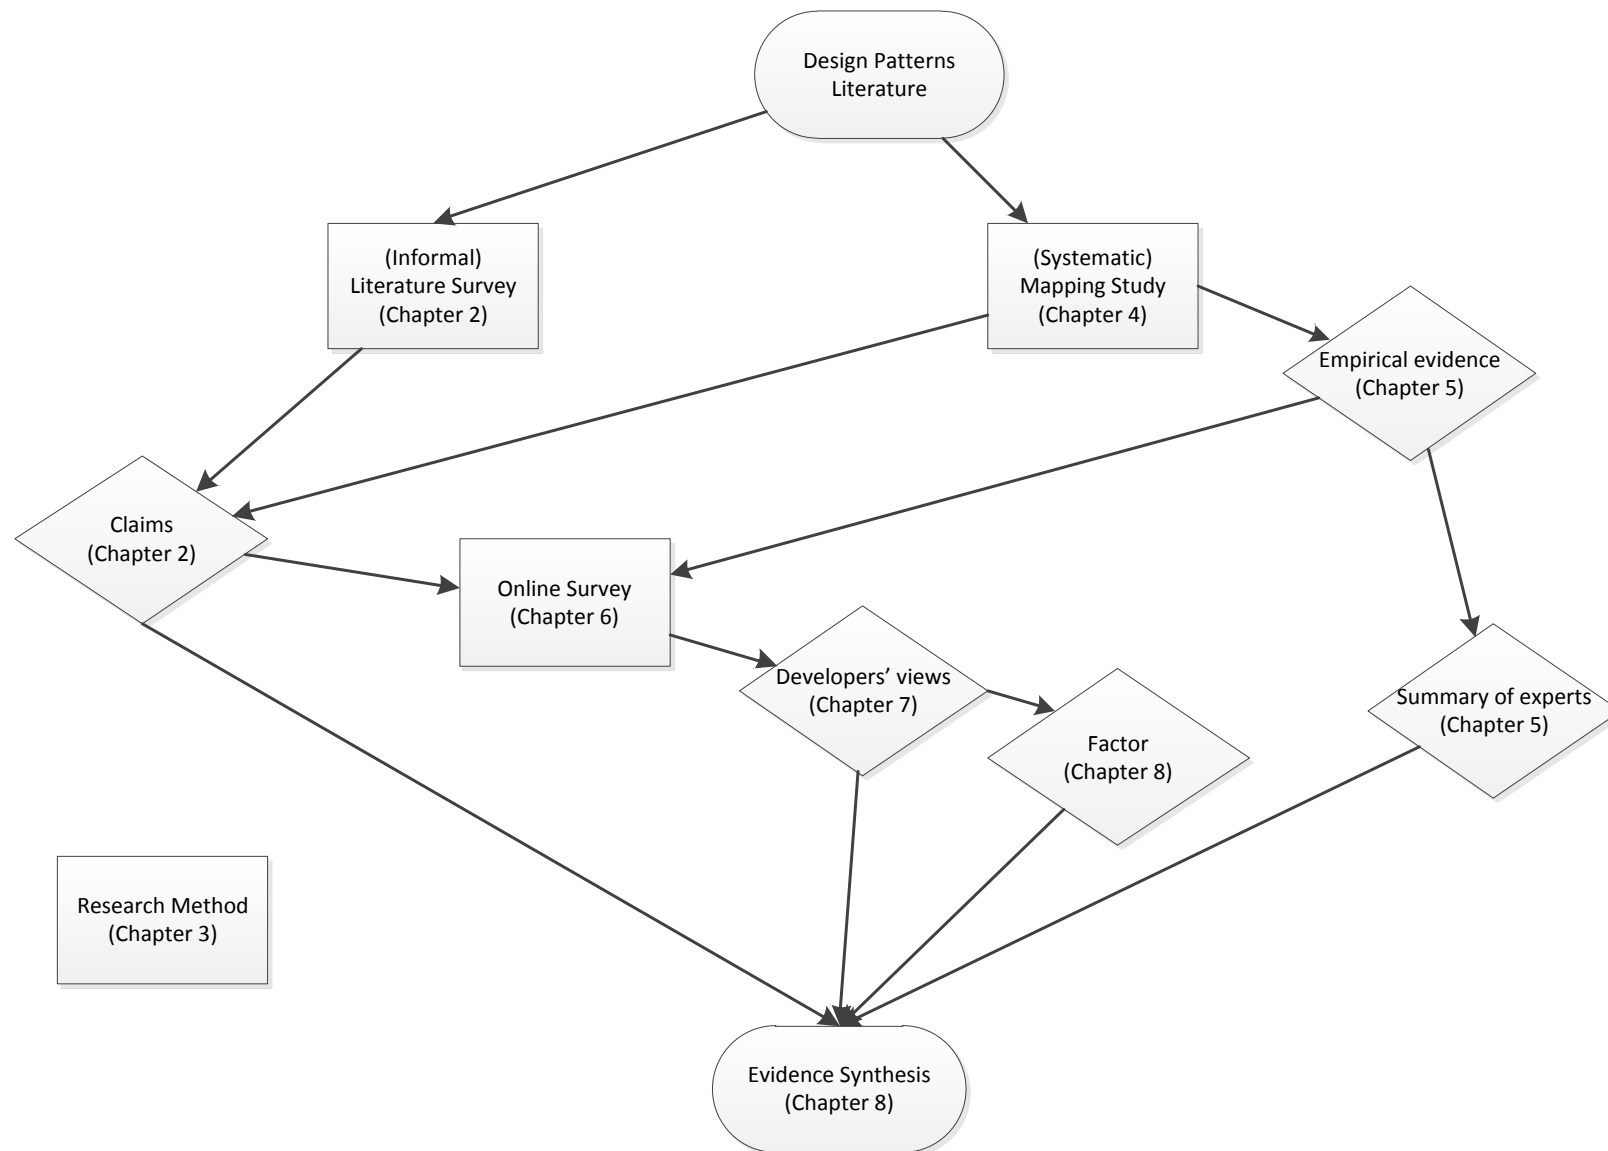 Design Patterns
Literature
(Informal)
Literature Survey
(Chapter 2)
(Systematic)
Mapping Study
(Chapter 4)
Empirical evidence
(Chapter 5)
Claims
(Chapter 2)
Online Survey
(Chapter 6)
Developers’ views
(Chapter 7)
Factor
(Chapter 8)
Summary of experts
(Chapter 5)
Research Method
(Chapter 3)
Evidence Synthesis
(Chapter 8)